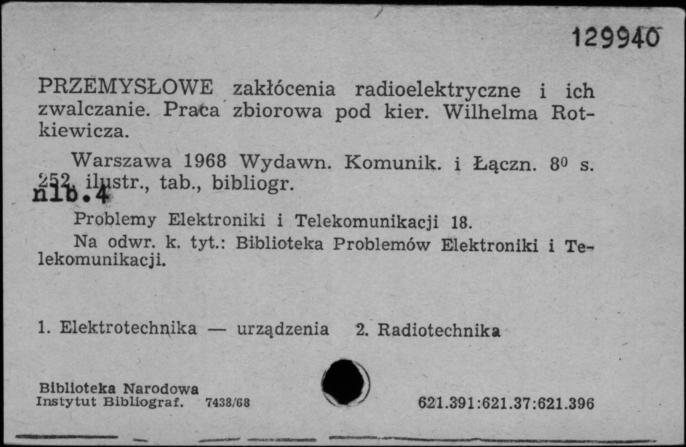 129940
PRZEMYSŁOWE zakłócenia radioelektryczne i ich
zwalczanie. Praca zbiorowa pod kier. Wilhelma Rot-
kiewicza.
Warszawa 1968 Wydawn. Komunik. i Łączn. 8⁰ s.
252, ilustr., tab., bibliogr.
nlb. 4
Problemy Elektroniki i Telekomunikacji 18.
Na odwr. k. tyt.: Biblioteka Problemów Elektroniki i Te-
lekomunikacji.
1. Elektrotechnika — urządzenia 2. Radiotechnika
Biblioteka Narodowa
Instytut Bibliograf. 7438/68 621.391:621.37:621.396